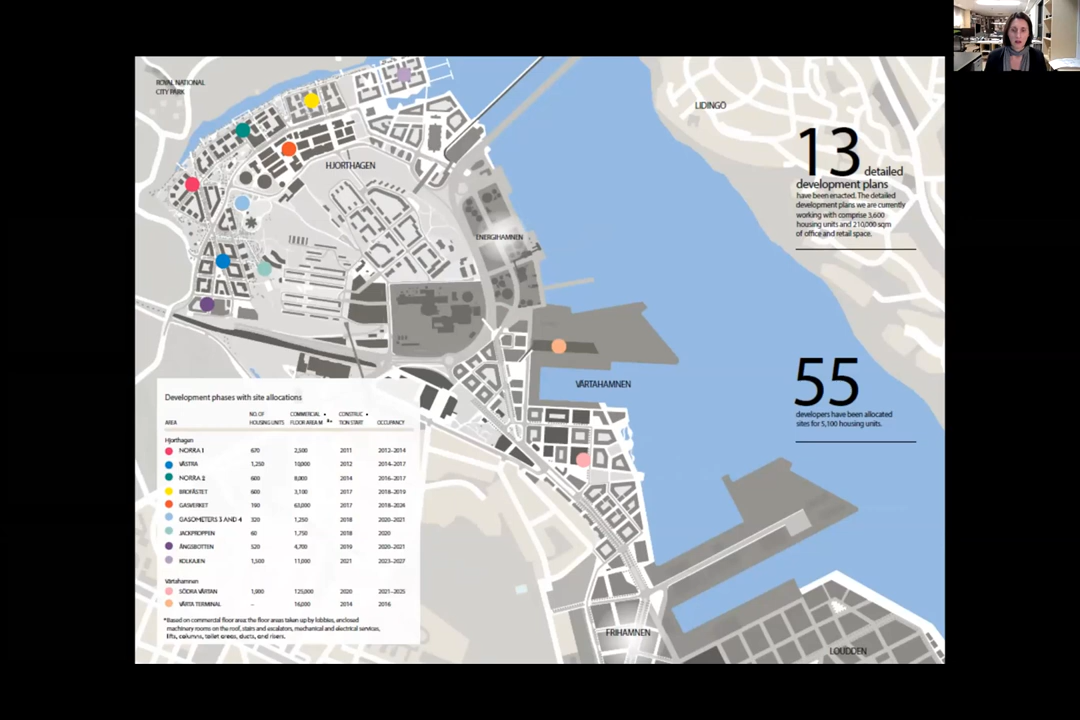 ROYAL NATIONAL
CITY PARK
LIDINGÖ
HJORTHAGEN
ENERGIHAMNEN
VÄRTAHAMNEN
FRIHAMNEN
LOUDDEN
13 detailed
development plans
have been enacted. The detailed
development plans we are currently
working with comprise 3,600
housing units and 210,000 sqm
of office and retail space.
55
developers have been allocated
sites for 5,100 housing units.
Development phases with site allocations
NO. OF COMMERCIAL • CONSTRUC •
AREA HOUSING UNITS FLOOR AREA M TION START OCCUPANCY
Hjorthagen
NORRA 1 670 2,500 2011 2012–2014
VÄSTRA 1,250 10,000 2012 2014–2017
NORRA 2 600 8,000 2014 2016–2017
BROFÄSTET 600 3,100 2017 2018–2019
GASVERKET 190 63,000 2017 2018–2024
GASOMETERS 3 AND 4 320 1,250 2018 2020–2021
JACKPROPPEN 60 1,750 2018 2020
ÄNGSBOTTEN 520 4,700 2019 2020–2021
KOLKAJEN 1,500 11,000 2021 2023–2027
Värtahamnen
SÖDRA VÄRTAN 1,900 125,000 2020 2021–2025
VÄRTA TERMINAL – 16,000 2014 2016
*Based on commercial floor area: the floor areas taken up by lobbies, enclosed
machinery rooms on the roof, stairs and escalators, mechanical and electrical services,
lifts, columns, toilet areas, ducts, and risers.